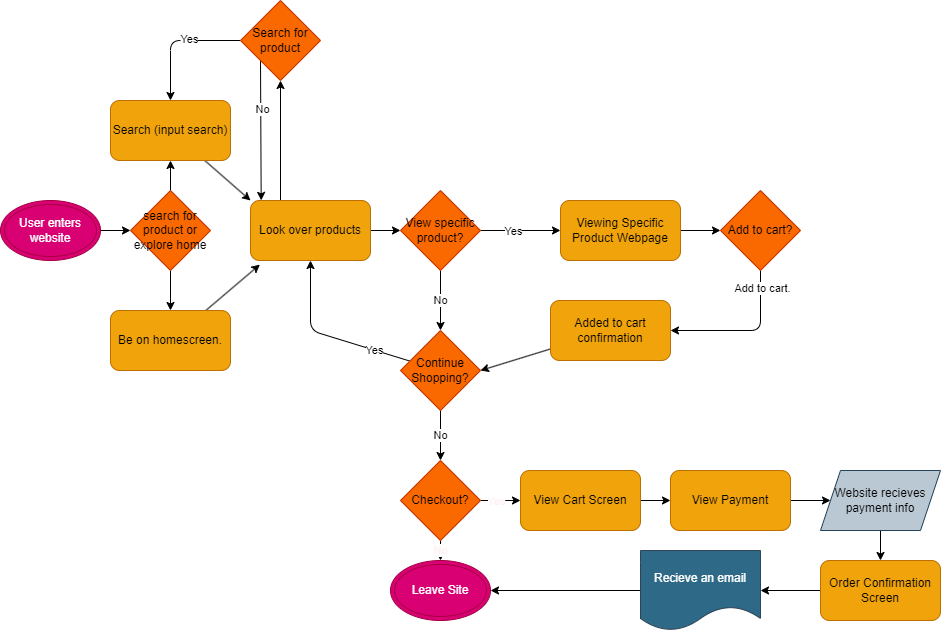 Search for
product
Yes
No
Search (input search)
User enters
website
search for
product or
explore home
Look over products
View specific
product?
Yes
Viewing Specific
Product Webpage
Add to cart?
Add to cart.
No
Be on homescreen.
Added to cart
confirmation
Yes
Continue
Shopping?
No
Checkout?
View Cart Screen
View Payment
Website recieves
payment info
Recieve an email
Leave Site
Order Confirmation
Screen